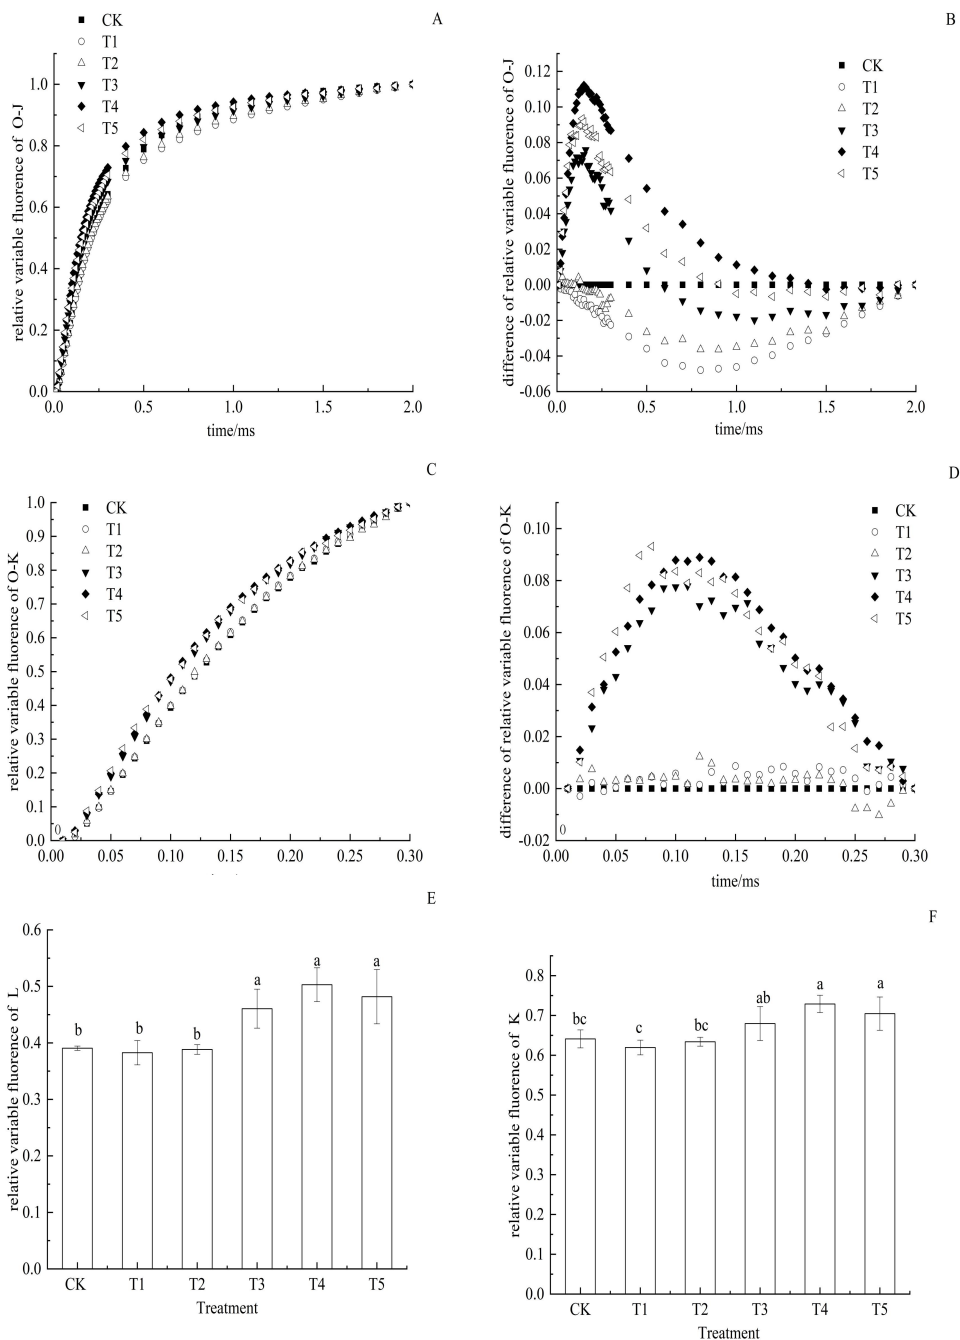 A
CK
T1
T2
T3
T4
T5
relative variable fluorence of O-J
1.0
0.8
0.6
0.4
0.2
0.0
0.0 0.5 1.0 1.5 2.0
time/ms
B
CK
T1
T2
T3
T4
T5
difference of relative variable fluorence of O-J
0.12
0.10
0.08
0.06
0.04
0.02
0.00
-0.02
-0.04
-0.06
0.0 0.5 1.0 1.5 2.0
time/ms
C
CK
T1
T2
T3
T4
T5
relative variable fluorence of O-K
1.0
0.9
0.8
0.7
0.6
0.5
0.4
0.3
0.2
0.1
0.0
0
0.00 0.05 0.10 0.15 0.20 0.25 0.30
D
CK
T1
T2
T3
T4
T5
difference of relative variable fluorence of O-K
0.10
0.08
0.06
0.04
0.02
0.00
-0.02
0
0.05 0.10 0.15 0.20 0.25 0.30
time/ms
E
relative variable fluorence of L
0.6
0.5
0.4
0.3
0.2
0.1
0.0
b b b a a a
CK T1 T2 T3 T4 T5
Treatment
F
relative variable fluorence of K
0.8
0.7
0.6
0.5
0.4
0.3
0.2
0.1
0.0
bc c bc ab a a
CK T1 T2 T3 T4 T5
Treatment